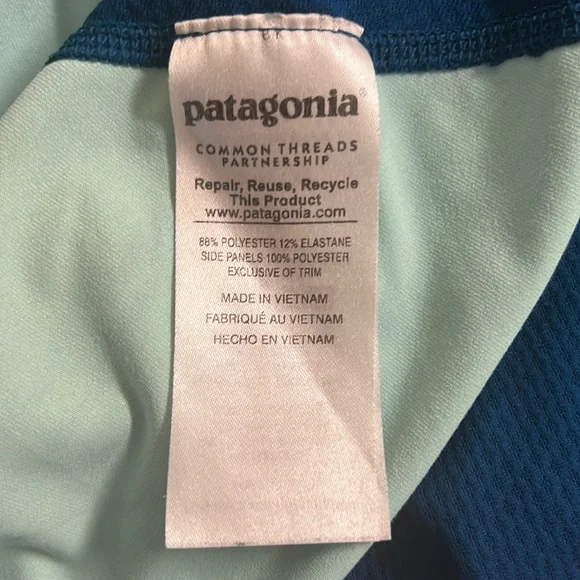 patagonia®
COMMON THREADS
PARTNERSHIP
Repair, Reuse, Recycle
This Product
www.patagonia.com
88% POLYESTER 12% ELASTANE
SIDE PANELS 100% POLYESTER
EXCLUSIVE OF TRIM
MADE IN VIETNAM
FABRIQUÉ AU VIETNAM
HECHO EN VIETNAM